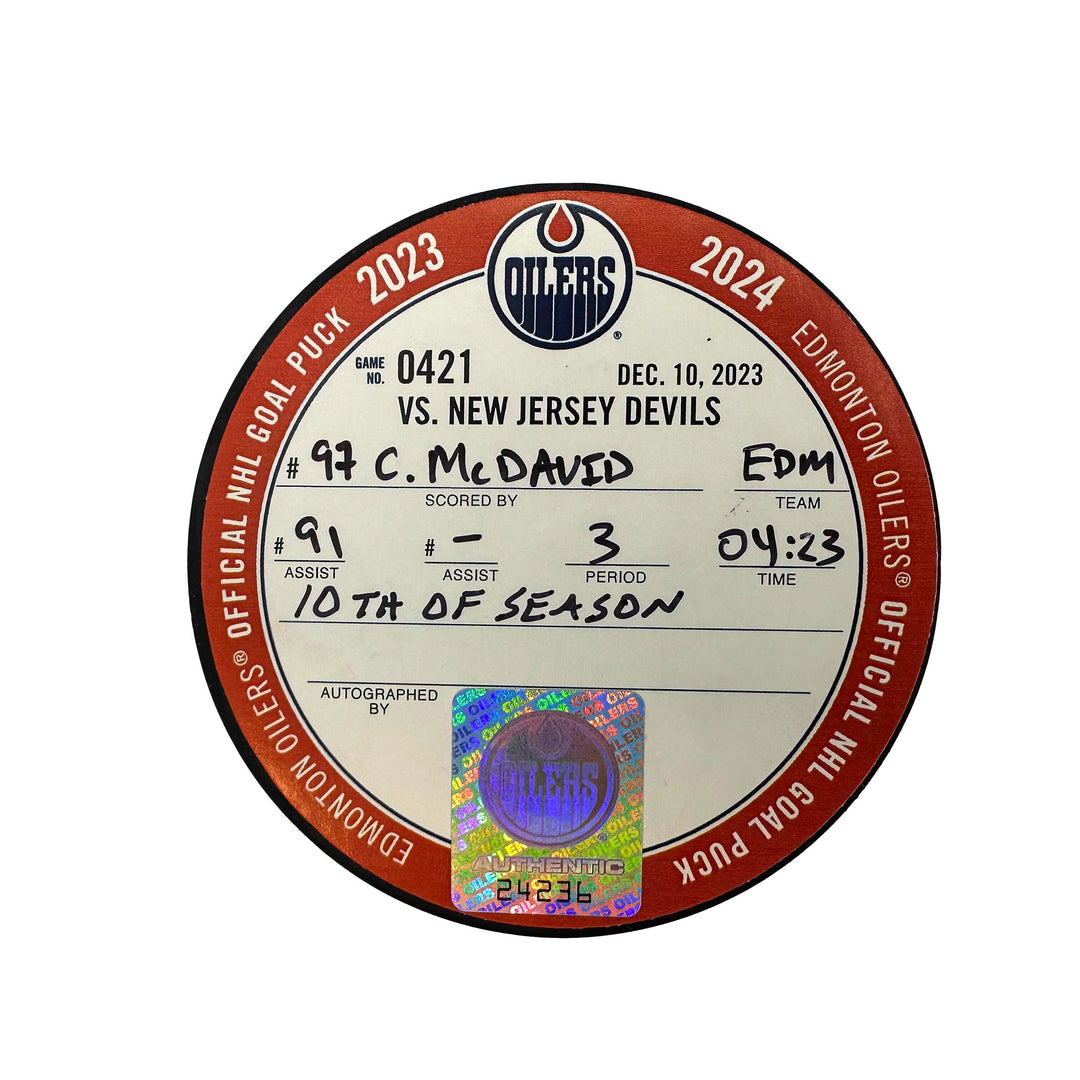 2023
OILERS®
2024
EDMONTON OILERS® OFFICIAL NHL GOAL PUCK
EDMONTON OILERS® OFFICIAL NHL GOAL PUCK
GAME NO. 0421 DEC. 10, 2023
VS. NEW JERSEY DEVILS
# 97 C. McDAVID EDM
SCORED BY TEAM
# 91 # – 3 04:23
ASSIST ASSIST PERIOD TIME
10TH OF SEASON
AUTOGRAPHED
BY
OILERS®
AUTHENTIC
24236